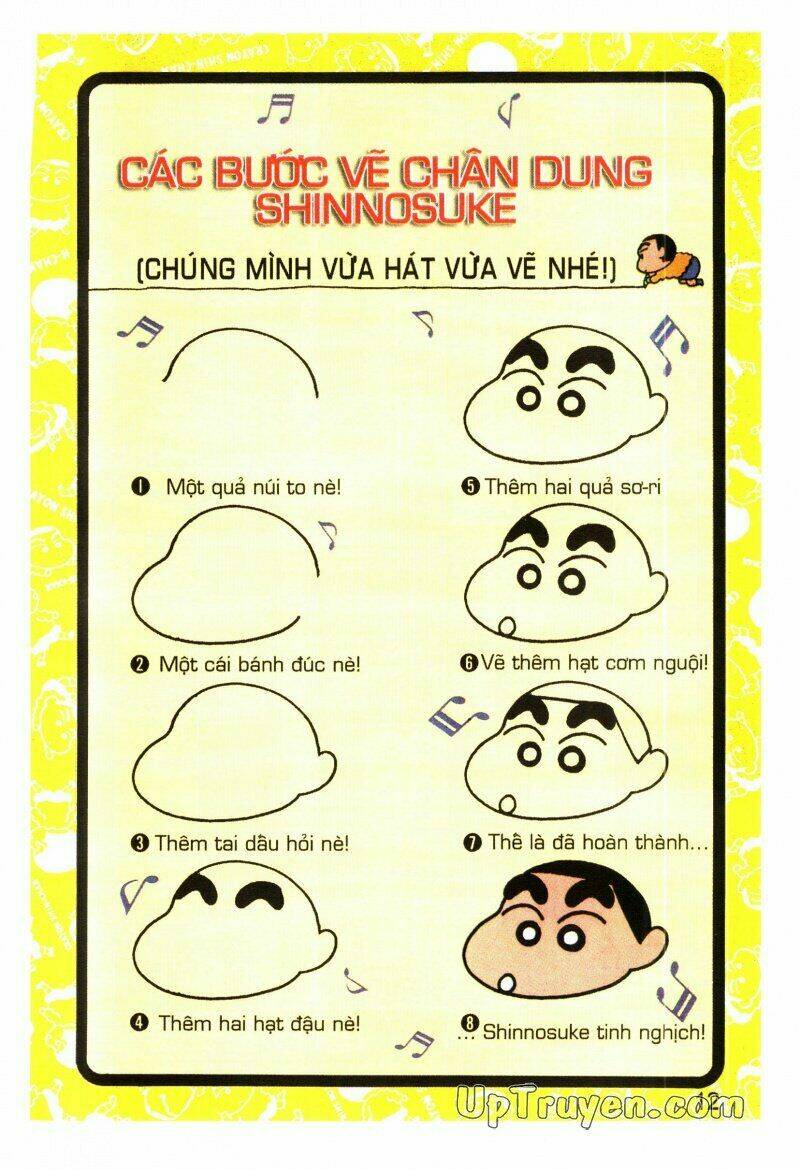 CÁC BƯỚC VẼ CHÂN DUNG
SHINNOSUKE
(CHÚNG MÌNH VỪA HÁT VỪA VẼ NHÉ!)
❶ Một quả núi to nè!
❷ Một cái bánh đúc nè!
❸ Thêm tai dấu hỏi nè!
❹ Thêm hai hạt đậu nè!
❺ Thêm hai quả sơ-ri
❻ Vẽ thêm hạt cơm nguội!
❼ Thế là đã hoàn thành...
❽ ... Shinnosuke tinh nghịch!
12
UpTruyen.com